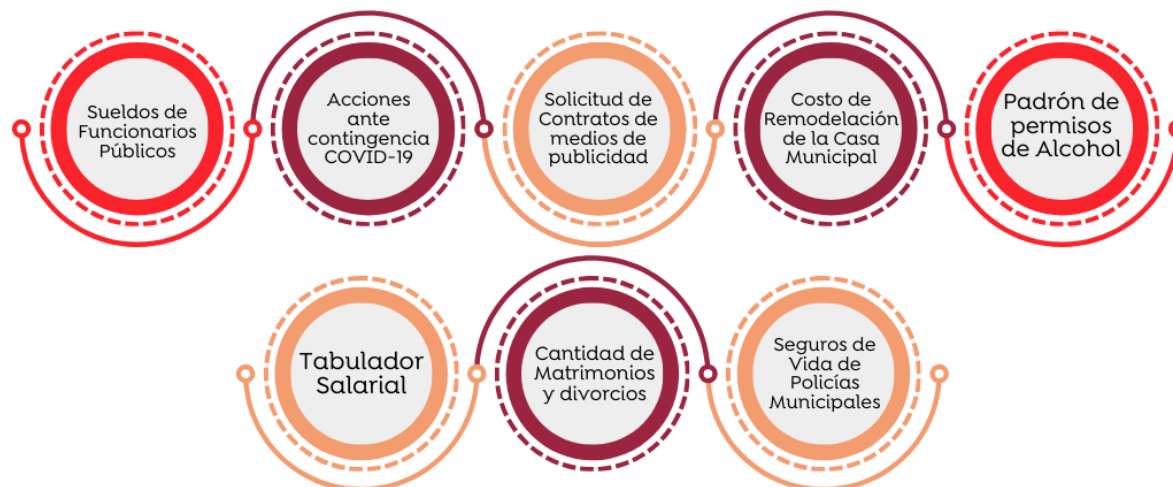 Sueldos de
Funcionarios
Públicos
Acciones
ante
contingencia
COVID-19
Solicitud de
Contratos de
medios de
publicidad
Costo de
Remodelación
de la Casa
Municipal
Padrón de
permisos
de Alcohol
Tabulador
Salarial
Cantidad de
Matrimonios
y divorcios
Seguros de
Vida de
Policías
Municipales